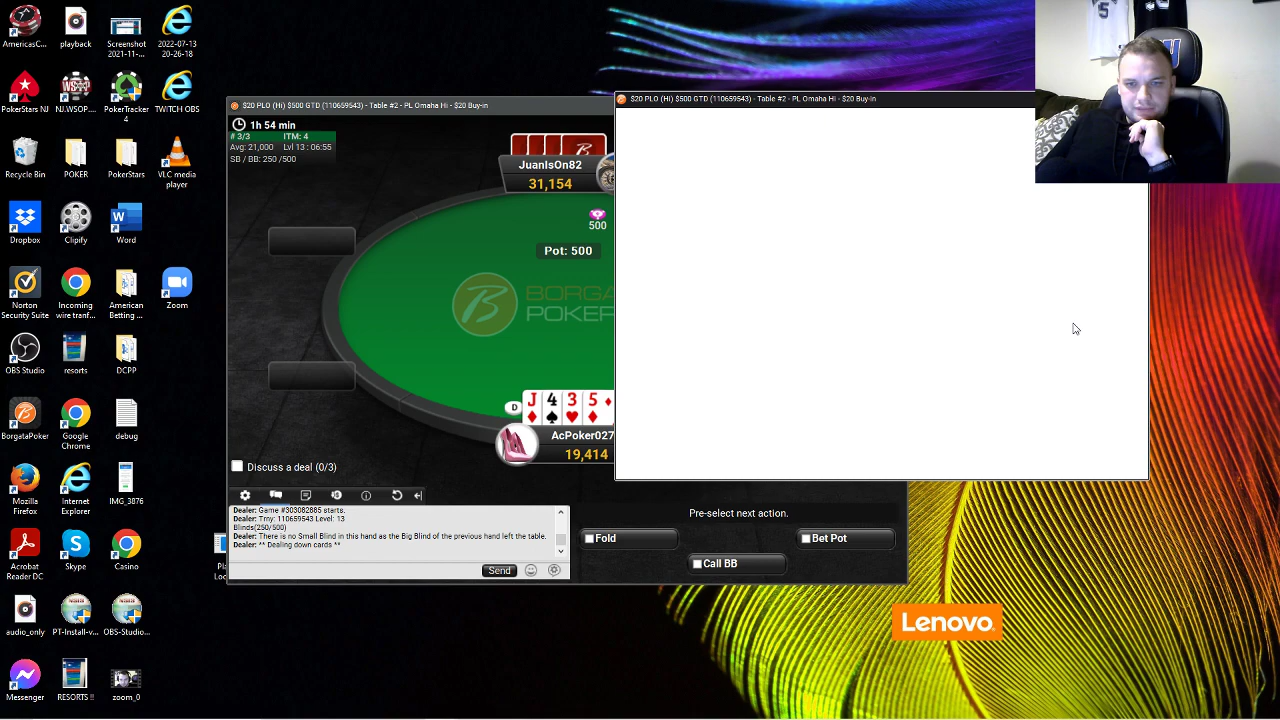 AmericasC...
playback
Screenshot
2021-11-...
2022-07-13
20-26-18
PokerStars NJ
NJ.WSOP....
PokerTracker
4
TWITCH OBS
Recycle Bin
POKER
PokerStars
VLC media
player
Dropbox
Clipify
Word
Norton
Security Suite
Incoming
wire tranf...
American
Betting ...
Zoom
OBS Studio
resorts
DCPP
BorgataPoker
Google
Chrome
debug
Mozilla
Firefox
Internet
Explorer
IMG_3876
Acrobat
Reader DC
Skype
Casino
audio_only
PT-Install-v...
OBS-Studio...
Messenger
RESORTS !!
zoom_0
$20 PLO (Hi) $500 GTD (110659543) - Table #2 - PL Omaha Hi - $20 Buy-in
1h 54 min
# 3/3 ITM: 4
Avg: 21,000 Lvl 13 : 06:55
SB / BB: 250 /500
JuanIsOn82
31,154
500
Pot: 500
BORGA
POKER
D
J 4 3 5
AcPoker027
19,414
Discuss a deal (0/3)
Dealer: Game #303082885 starts.
Dealer: Trny: 110659543 Level: 13
Blinds(250/500)
Dealer: There is no Small Blind in this hand as the Big Blind of the previous hand left the table.
Dealer: ** Dealing down cards **
Send
Pre-select next action.
Fold
Bet Pot
Call BB
$20 PLO (Hi) $500 GTD (110659543) - Table #2 - PL Omaha Hi - $20 Buy-in
Lenovo